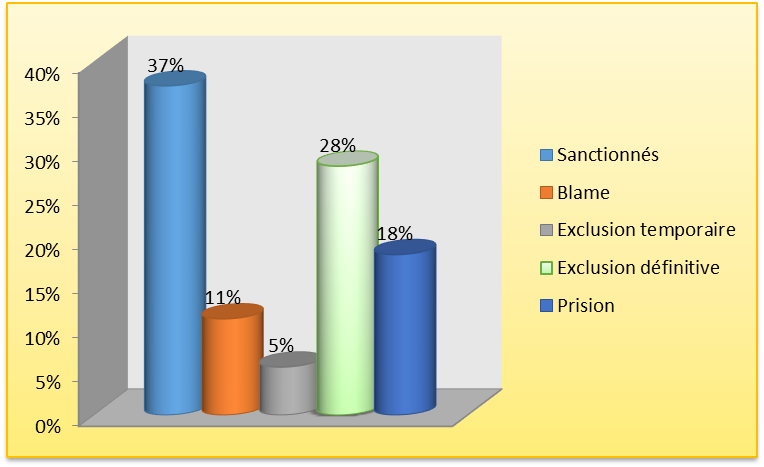 40%
35%
30%
25%
20%
15%
10%
5%
0%
37%
11%
5%
28%
18%
Sanctionnés
Blame
Exclusion temporaire
Exclusion définitive
Prision